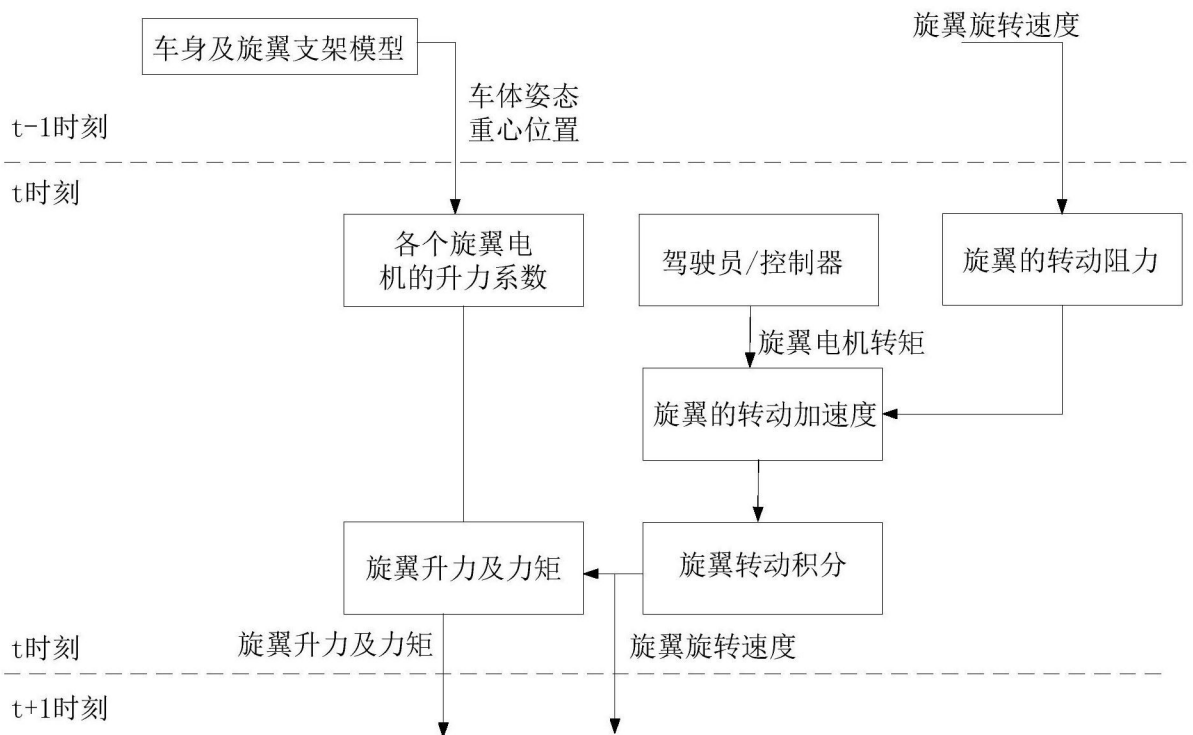 车身及旋翼支架模型
旋翼旋转速度
车体姿态
重心位置
t-1时刻
t时刻
各个旋翼电
机的升力系数
驾驶员/控制器
旋翼的转动阻力
旋翼电机转矩
旋翼的转动加速度
旋翼升力及力矩
旋翼转动积分
t时刻
旋翼升力及力矩
旋翼旋转速度
t+1时刻